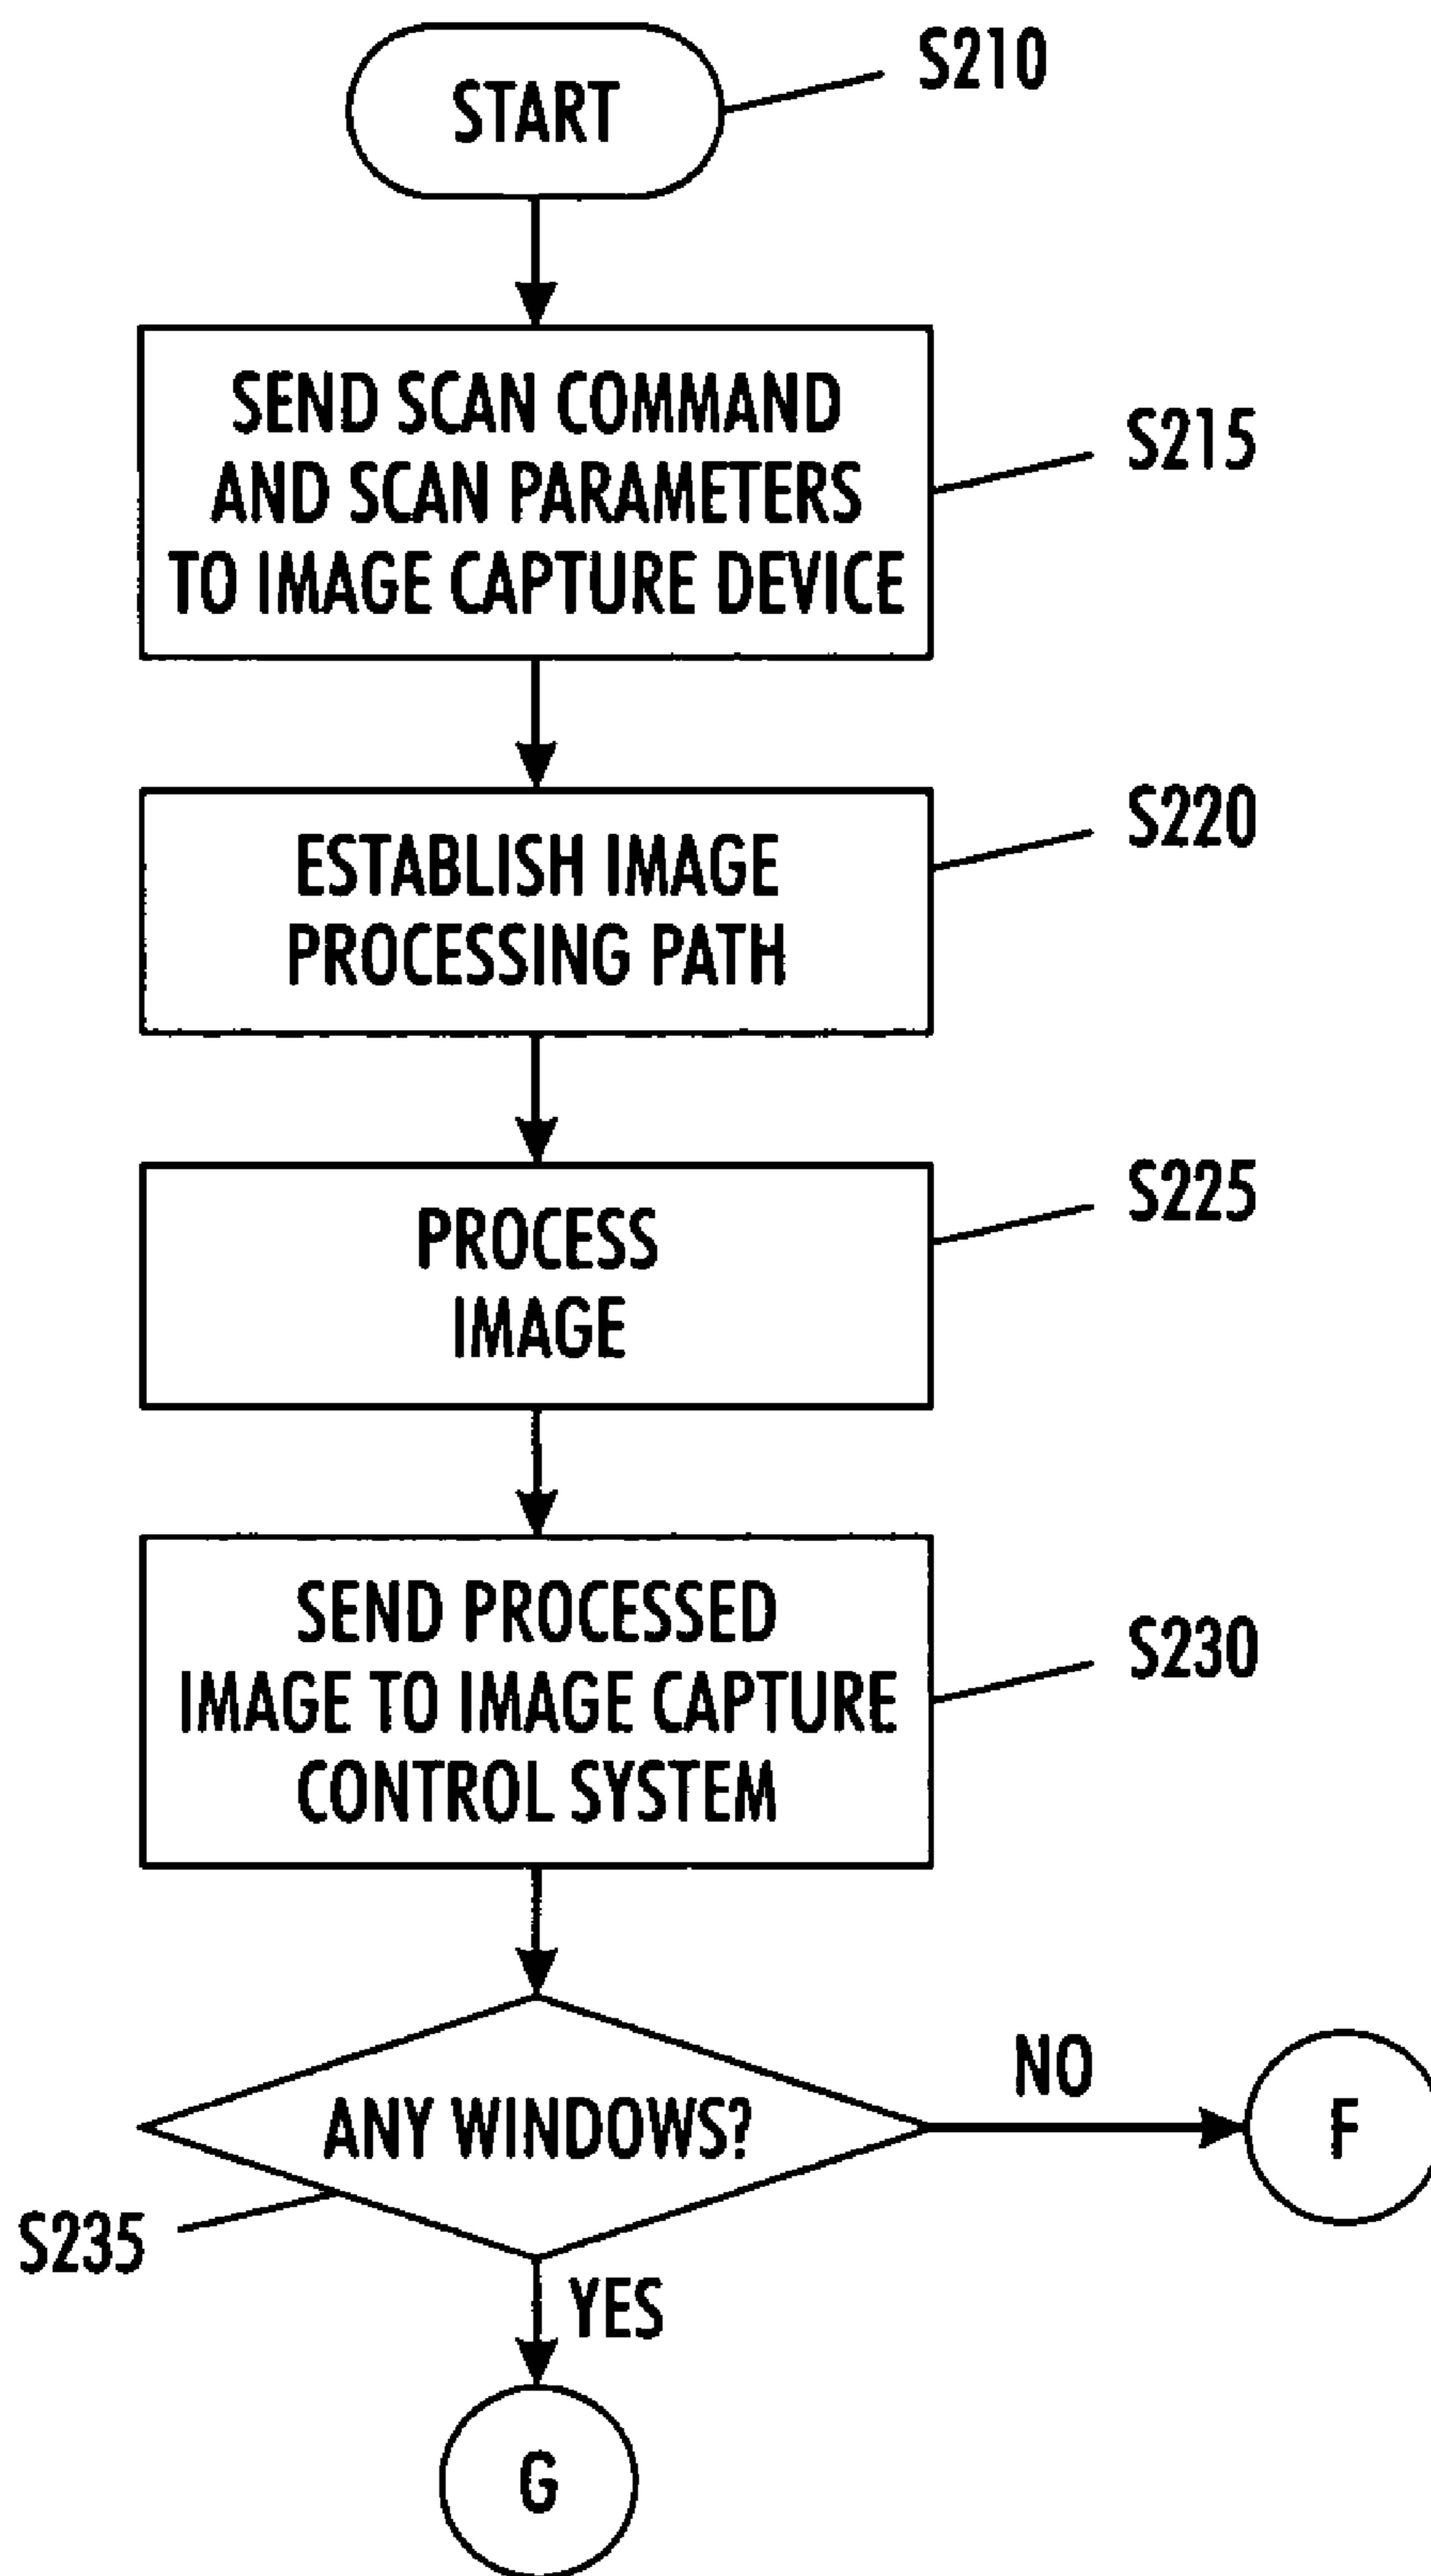 START
S210
SEND SCAN COMMAND
AND SCAN PARAMETERS
TO IMAGE CAPTURE DEVICE
S215
ESTABLISH IMAGE
PROCESSING PATH
S220
PROCESS
IMAGE
S225
SEND PROCESSED
IMAGE TO IMAGE CAPTURE
CONTROL SYSTEM
S230
ANY WINDOWS?
S235
NO
F
YES
G